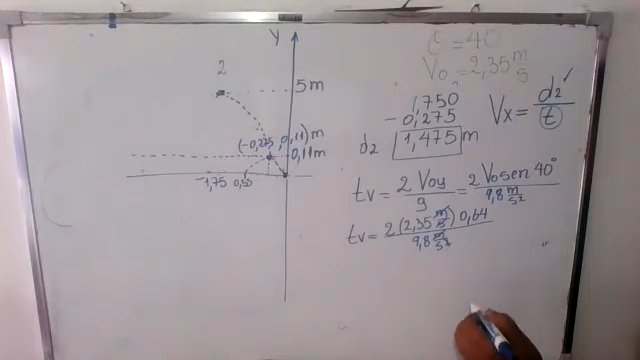 Y
2
5m
(-0,275, 0,11)m
0,11m
-1,75 0,50
= 40
Vo = 2,35 m/s
1,750
- 0,275
d2 1,475 m
Vx = d2/t
tv = 2 Voy/g = 2 Vo sen 40°/9,8 m/s²
tv = 2 (2,35 m/s) 0,64/9,8 m/s²